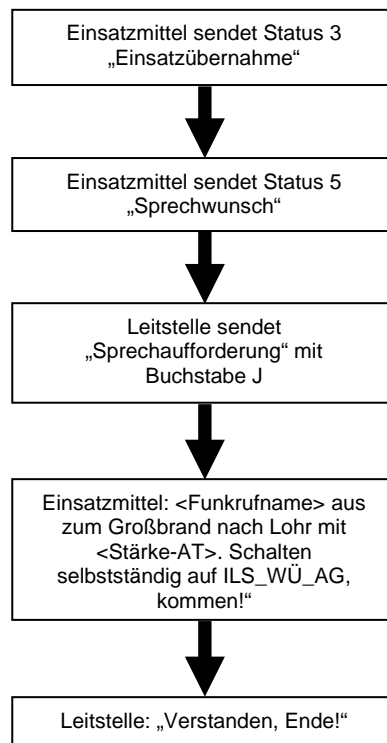 Einsatzmittel sendet Status 3
„Einsatzübernahme“
Einsatzmittel sendet Status 5
„Sprechwunsch“
Leitstelle sendet
„Sprechaufforderung“ mit
Buchstabe J
Einsatzmittel: <Funkrufname> aus
zum Großbrand nach Lohr mit
<Stärke-AT>. Schalten
selbstständig auf ILS_WÜ_AG,
kommen!“
Leitstelle: „Verstanden, Ende!“